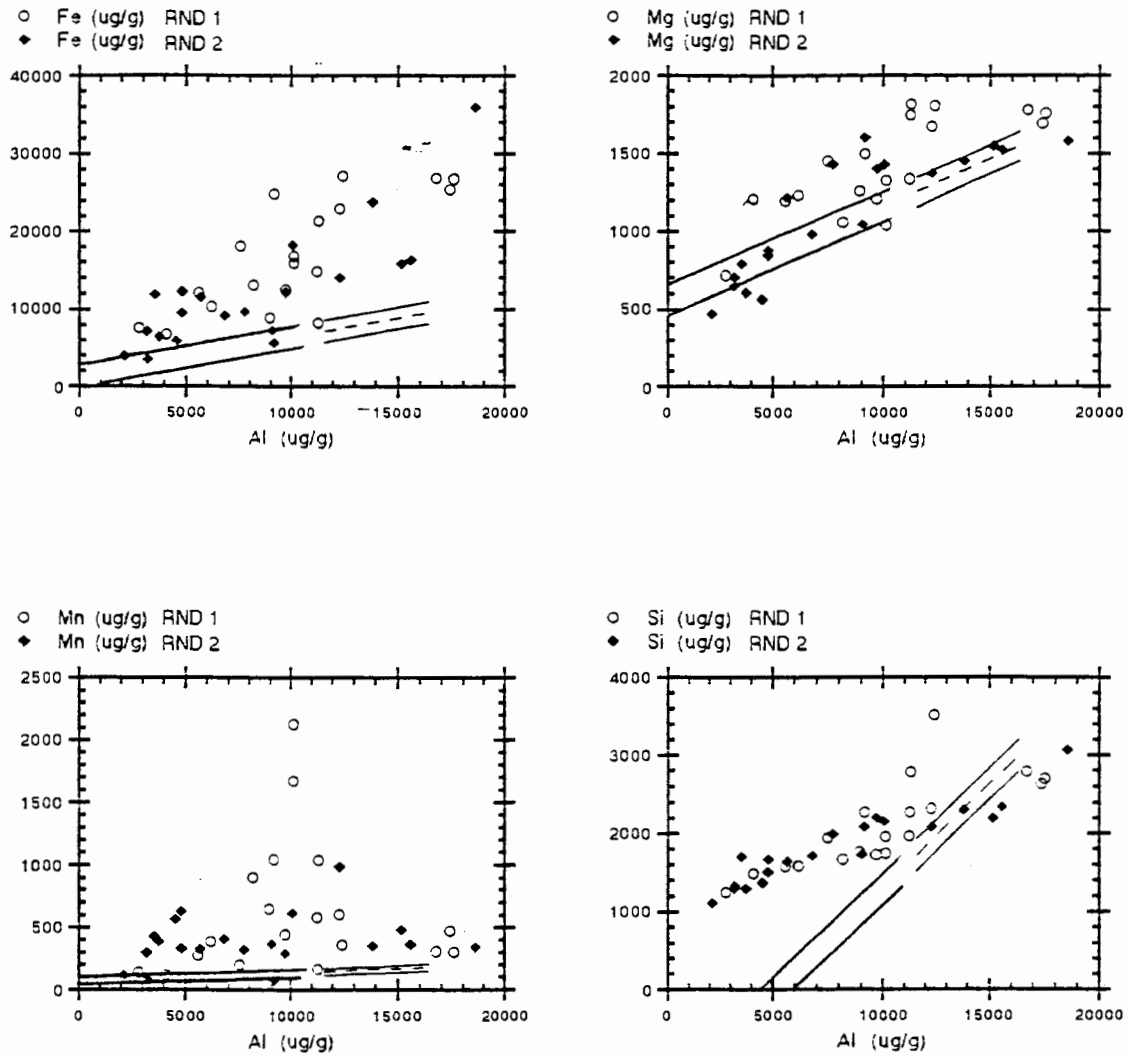 Fe (ug/g) RND 1
Fe (ug/g) RND 2
40000
30000
20000
10000
0
0 5000 10000 15000 20000
Al (ug/g)
Mg (ug/g) RND 1
Mg (ug/g) RND 2
2000
1500
1000
500
0
0 5000 10000 15000 20000
Al (ug/g)
Mn (ug/g) RND 1
Mn (ug/g) RND 2
2500
2000
1500
1000
500
0
0 5000 10000 15000 20000
Al (ug/g)
Si (ug/g) RND 1
Si (ug/g) RND 2
4000
3000
2000
1000
0
0 5000 10000 15000 20000
Al (ug/g)